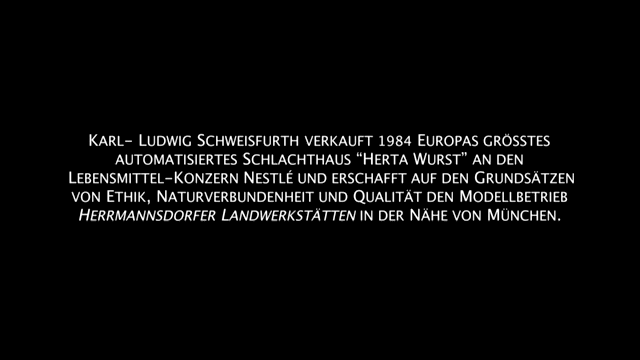 Karl- Ludwig Schweisfurth verkauft 1984 Europas grösstes
automatisiertes Schlachthaus “Herta Wurst” an den
Lebensmittel-Konzern Nestlé und erschafft auf den Grundsätzen
von Ethik, Naturverbundenheit und Qualität den Modellbetrieb
Herrmannsdorfer Landwerkstätten in der Nähe von München.